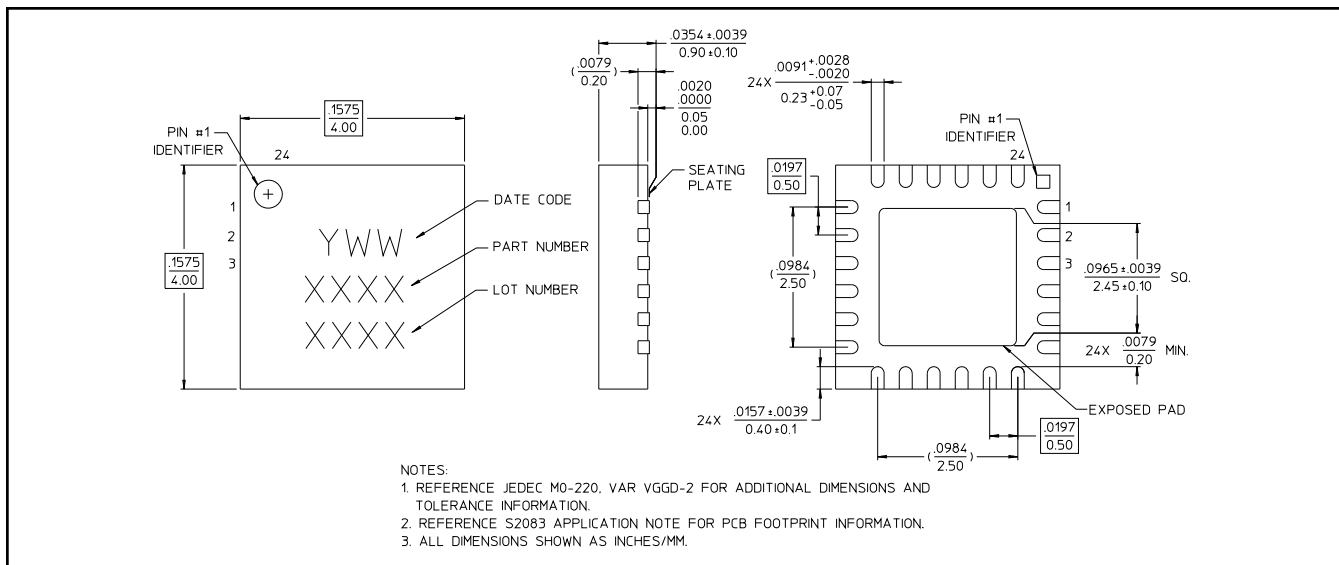 .1575
4.00
PIN #1
IDENTIFIER
24
1
2
3
.1575
4.00
YWW
XXXX
XXXX
DATE CODE
PART NUMBER
LOT NUMBER
.0354±.0039
0.90±0.10
(.0079
0.20)
.0020
.0000
0.05
0.00
SEATING
PLATE
24X .0091 +.0028
-.0020
0.23 +0.07
-0.05
PIN #1
IDENTIFIER
24
.0197
0.50
1
2
3
(.0984
2.50)
.0965±.0039
2.45±0.10 SQ.
24X .0079
0.20 MIN.
EXPOSED PAD
24X .0157±.0039
0.40±0.1
(.0984
2.50)
.0197
0.50
NOTES:
1. REFERENCE JEDEC MO-220, VAR VGGD-2 FOR ADDITIONAL DIMENSIONS AND
TOLERANCE INFORMATION.
2. REFERENCE S2083 APPLICATION NOTE FOR PCB FOOTPRINT INFORMATION.
3. ALL DIMENSIONS SHOWN AS INCHES/MM.